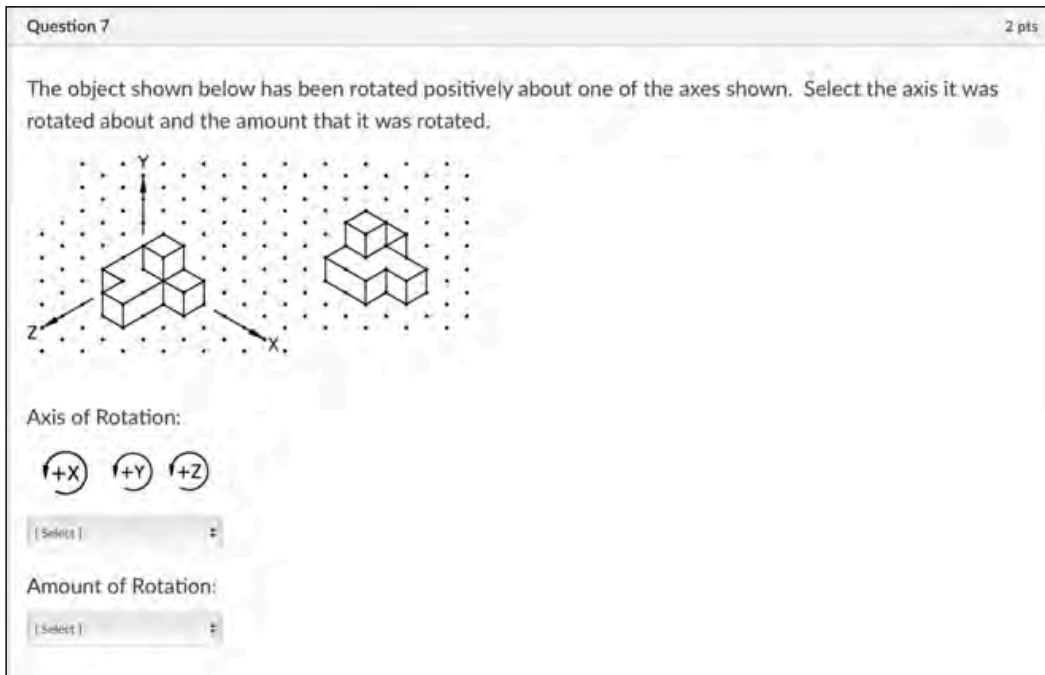 Question 7
2 pts
The object shown below has been rotated positively about one of the axes shown. Select the axis it was
rotated about and the amount that it was rotated.
Y
Z
X
Axis of Rotation:
+X +Y +Z
[ Select ]
Amount of Rotation:
[ Select ]